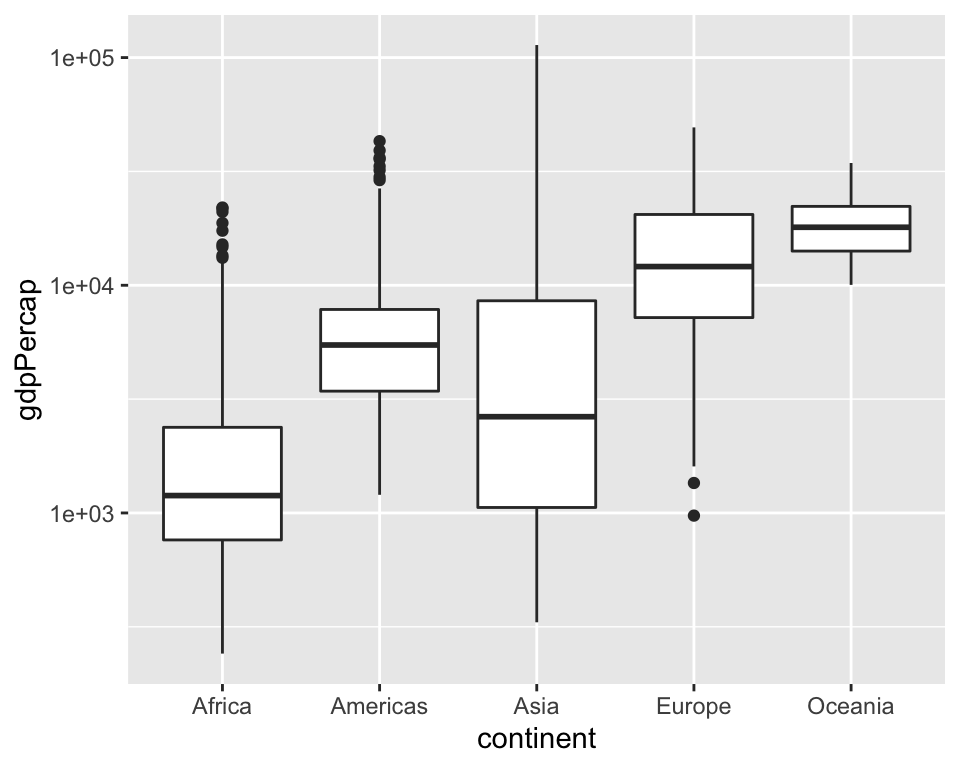 1e+05
1e+04
1e+03
gdpPercap
Africa Americas Asia Europe Oceania
continent